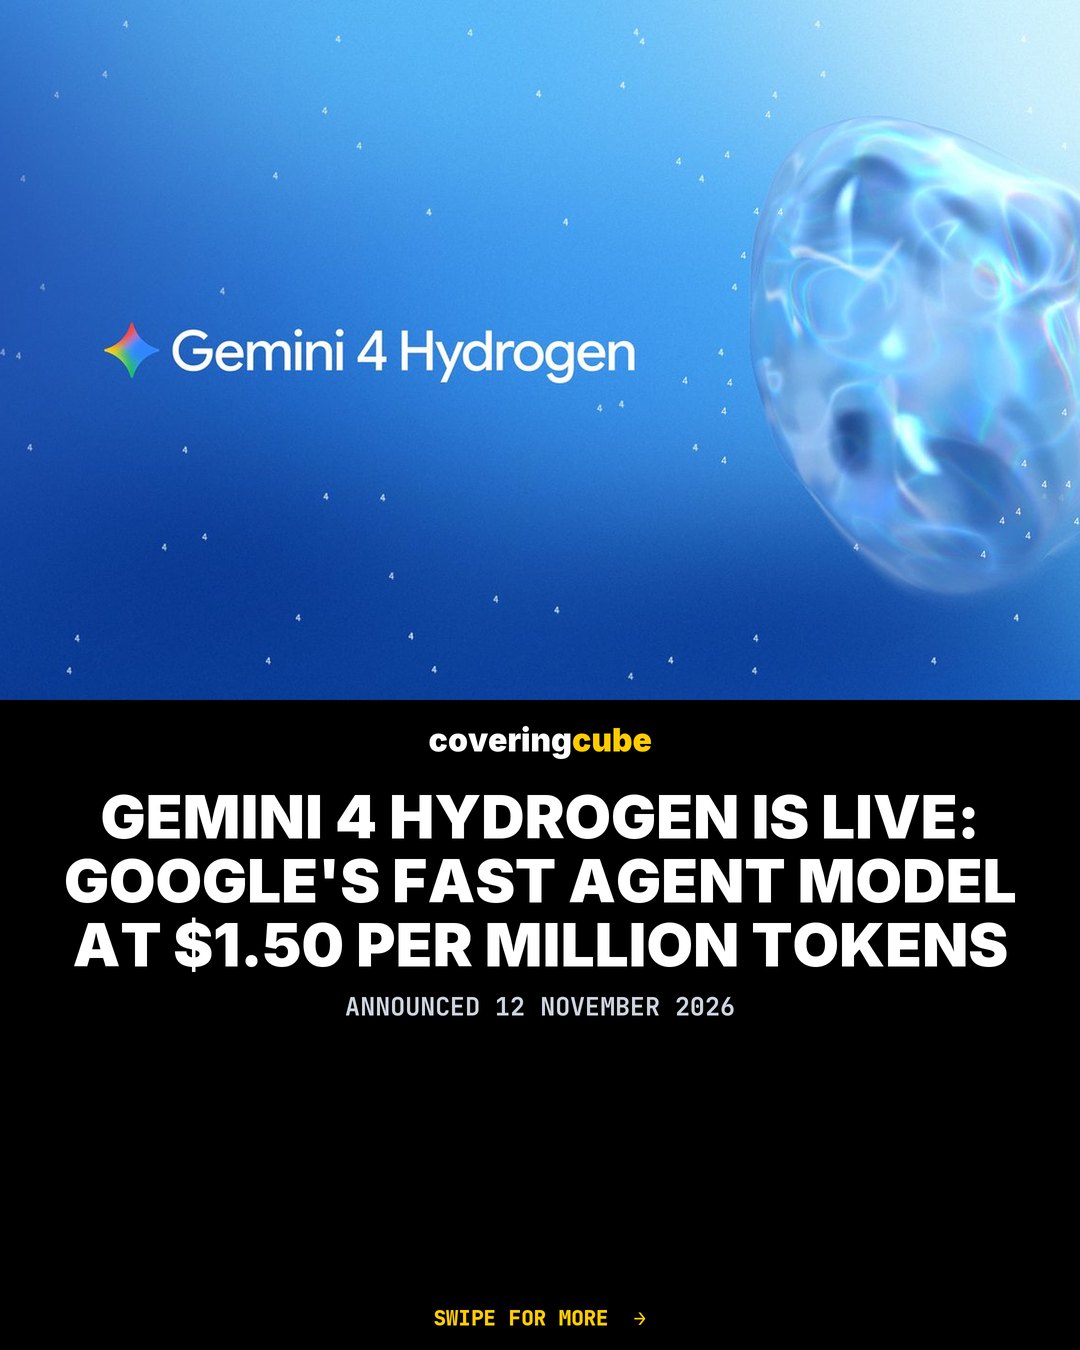 Gemini 4 Hydrogen
coveringcube
GEMINI 4 HYDROGEN IS LIVE:
GOOGLE'S FAST AGENT MODEL
AT $1.50 PER MILLION TOKENS
ANNOUNCED 12 NOVEMBER 2026
SWIPE FOR MORE →